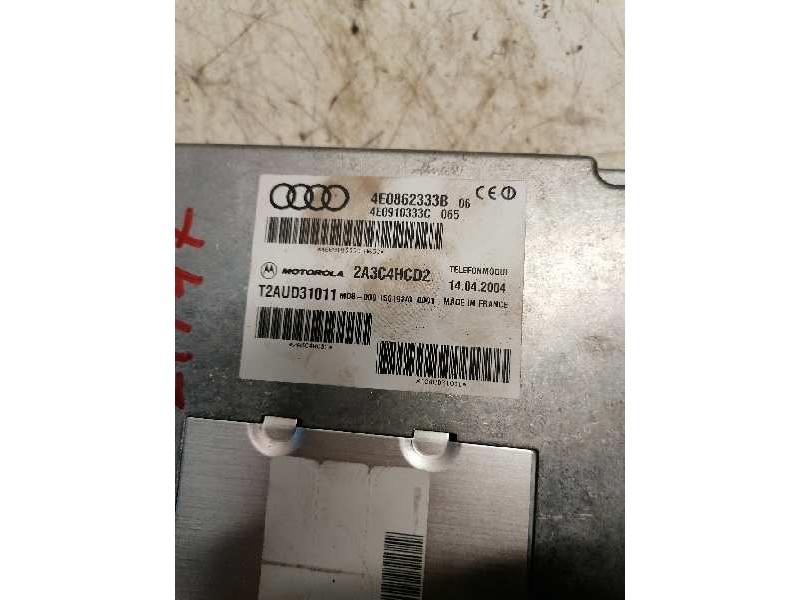 4E0862333B 06
4E0910333C 065
MOTOROLA 2A3C4HCD2 TELEFONMODUL
14.04.2004
T2AUD31011 MADE IN FRANCE